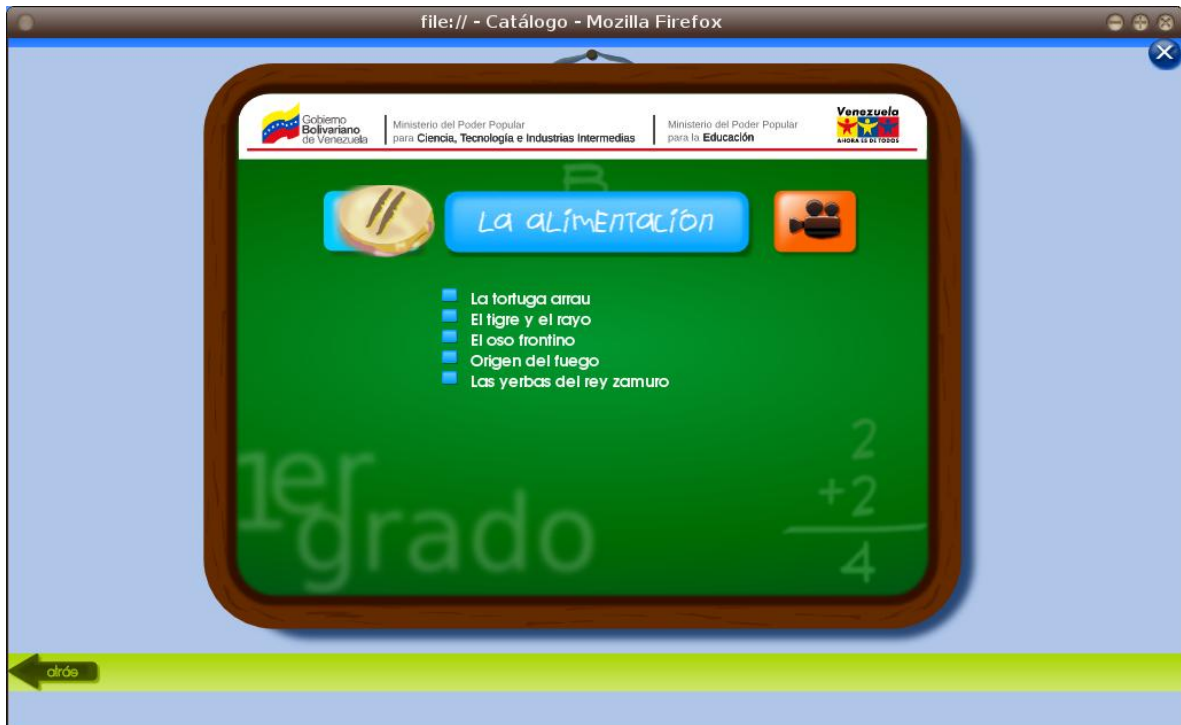 file:// - Catálogo - Mozilla Firefox
Gobierno
Bolivariano
de Venezuela
Ministerio del Poder Popular
para Ciencia, Tecnología e Industrias Intermedias
Ministerio del Poder Popular
para la Educación
Venezuela
AHORA ES DE TODOS
B
La aLimEntación
La tortuga arrau
El tigre y el rayo
El oso frontino
Origen del fuego
Las yerbas del rey zamuro
1er
grado
2
+2
4
atrás